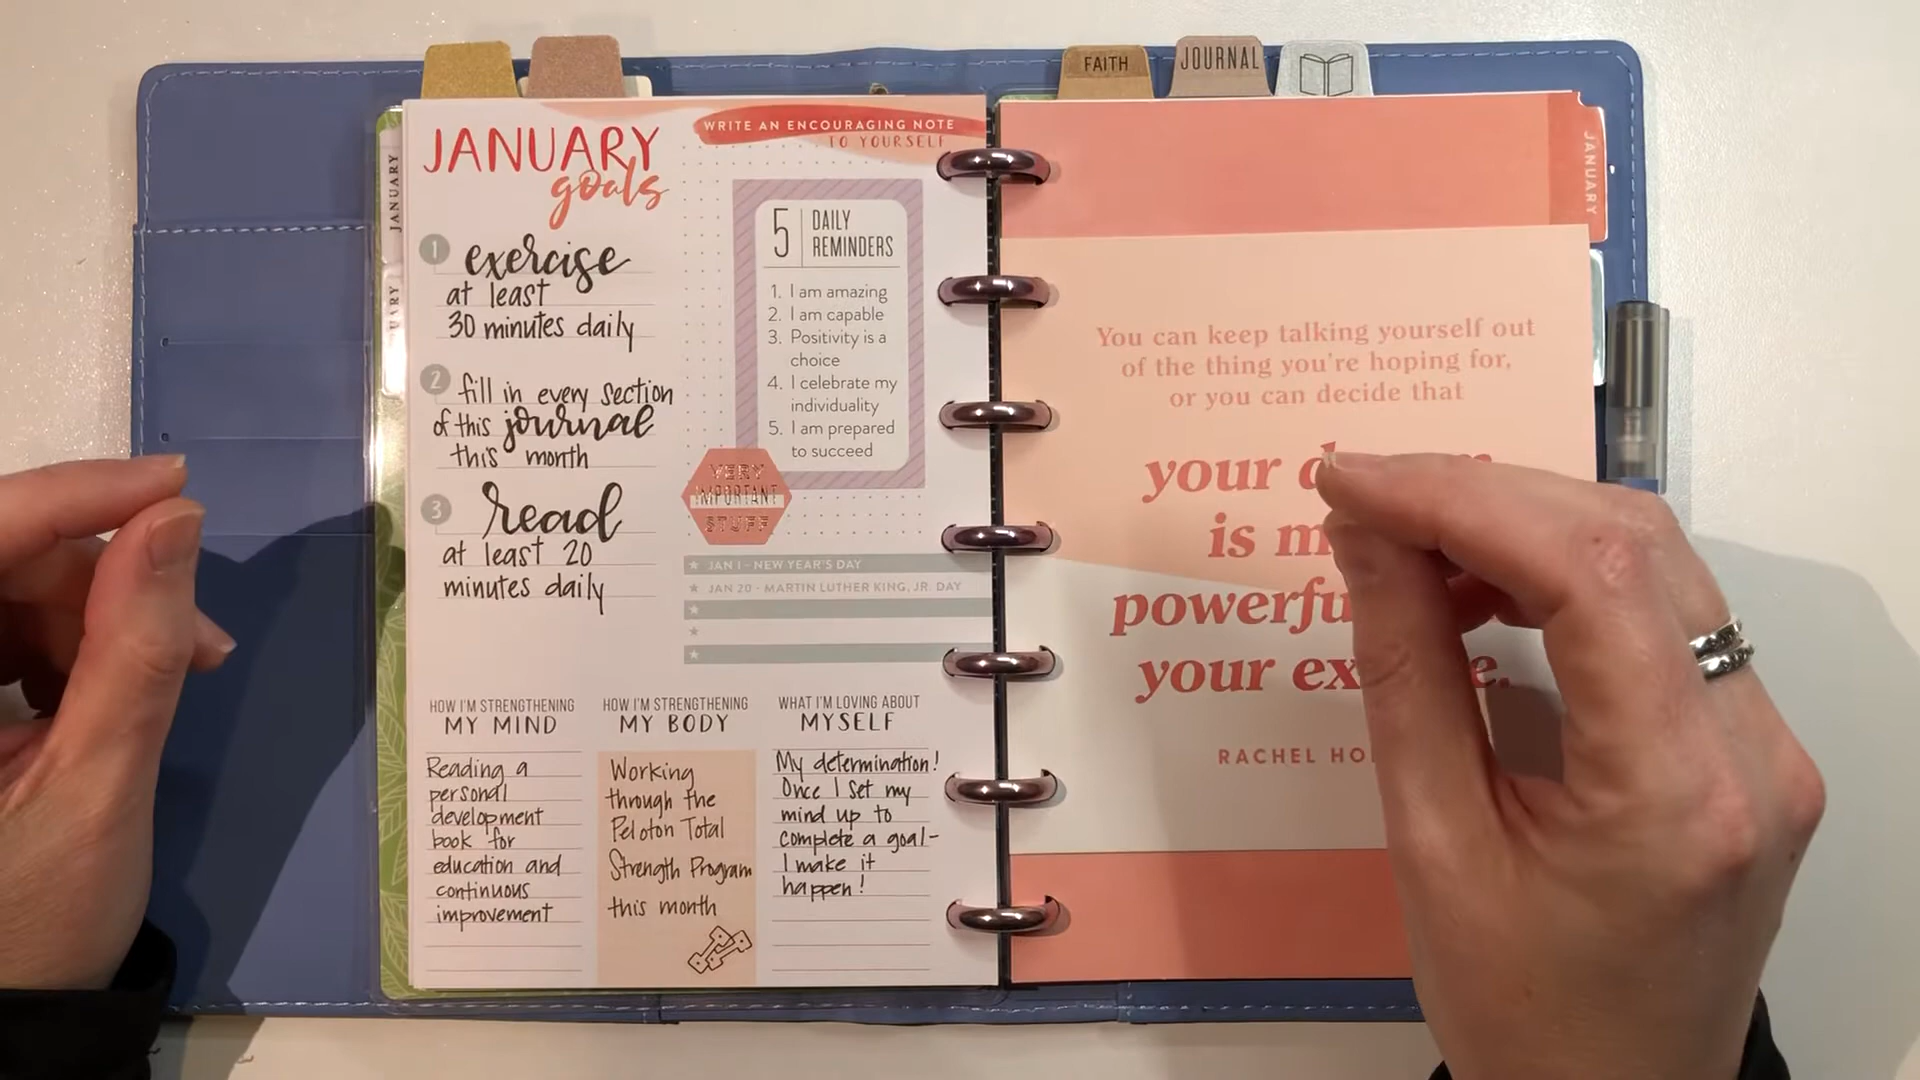 FAITH
JOURNAL
JANUARY
JANUARY
goals
WRITE AN ENCOURAGING NOTE
TO YOURSELF
1 exercise
at least
30 minutes daily
2 fill in every section
of this journal
this month
3 read
at least 20
minutes daily
5 DAILY
REMINDERS
1. I am amazing
2. I am capable
3. Positivity is a
choice
4. I celebrate my
individuality
5. I am prepared
to succeed
VERY
IMPORTANT
STUFF
JAN 1 - NEW YEAR'S DAY
JAN 20 - MARTIN LUTHER KING, JR. DAY
HOW I'M STRENGTHENING
MY MIND
Reading a
personal
development
book for
education and
continuous
improvement
HOW I'M STRENGTHENING
MY BODY
Working
through the
Peloton Total
Strength Program
this month
WHAT I'M LOVING ABOUT
MYSELF
My determination!
Once I set my
mind up to
complete a goal-
I make it
happen!
JANUARY
You can keep talking yourself out
of the thing you're hoping for,
or you can decide that
your
is
your
RACHEL